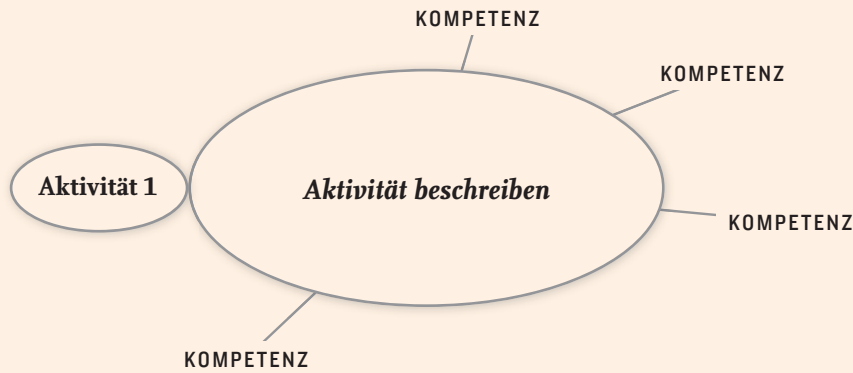 KOMPETENZ
KOMPETENZ
Aktivität 1
Aktivität beschreiben
KOMPETENZ
KOMPETENZ